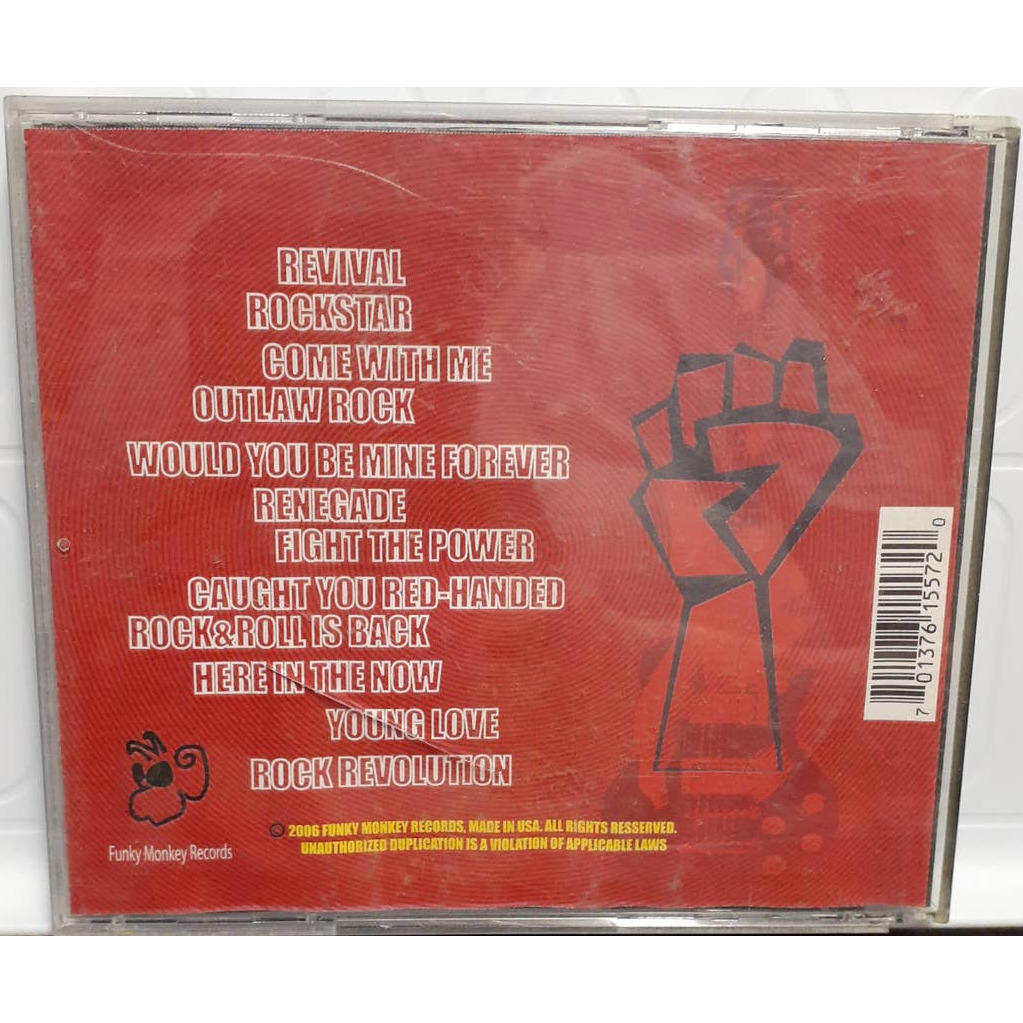 REVIVAL
ROCKSTAR
COME WITH ME
OUTLAW ROCK
WOULD YOU BE MINE FOREVER
RENEGADE
FIGHT THE POWER
CAUGHT YOU RED-HANDED
ROCK&ROLL IS BACK
HERE IN THE NOW
YOUNG LOVE
ROCK REVOLUTION
© 2006 FUNKY MONKEY RECORDS, MADE IN USA. ALL RIGHTS RESSERVED.
UNAUTHORIZED DUPLICATION IS A VIOLATION OF APPLICABLE LAWS
Funky Monkey Records
7 01376 15572 0